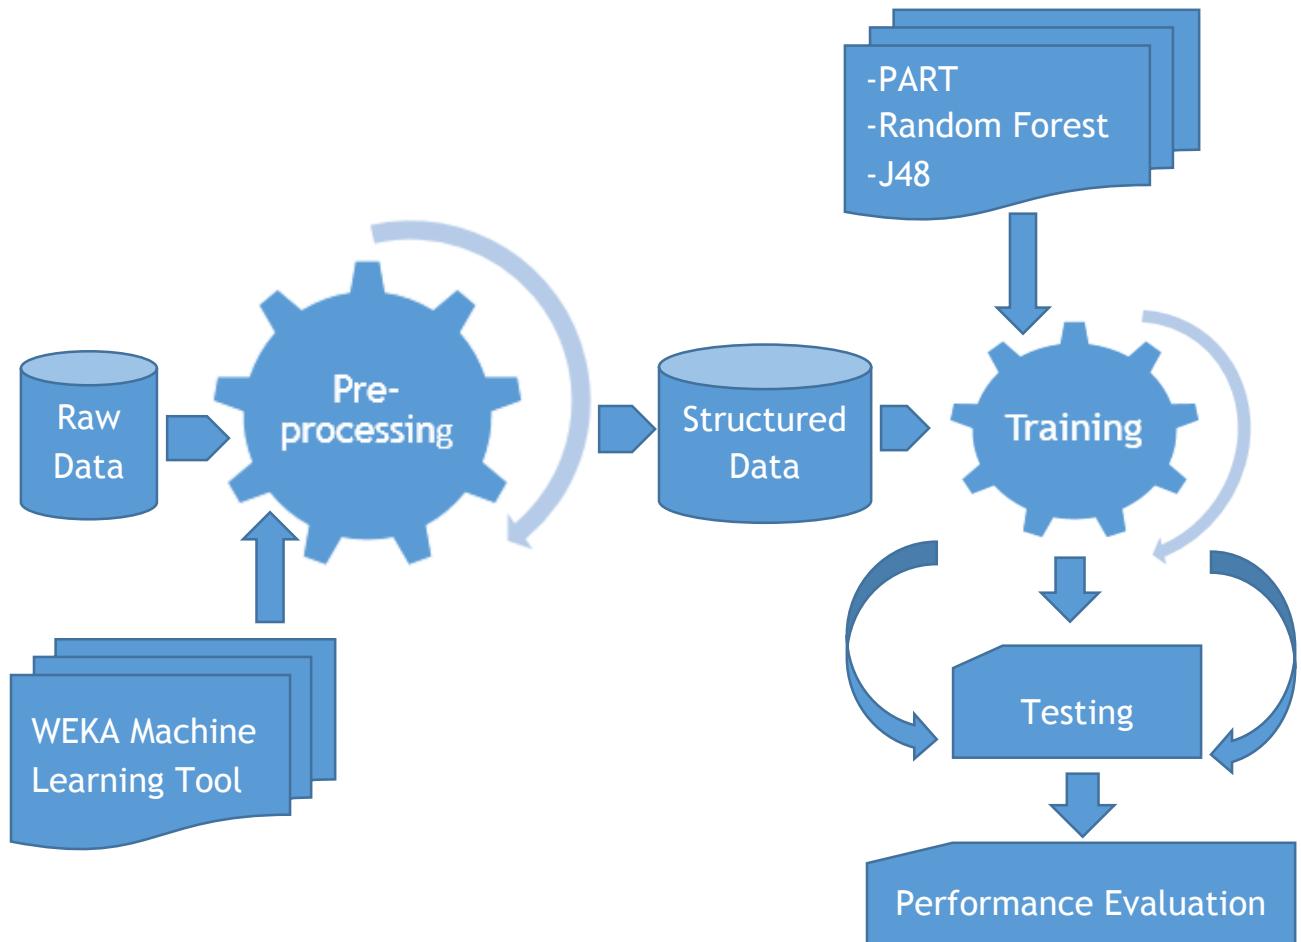 -PART
-Random Forest
-J48
Raw
Data
Pre-
processing
Structured
Data
Training
WEKA Machine
Learning Tool
Testing
Performance Evaluation